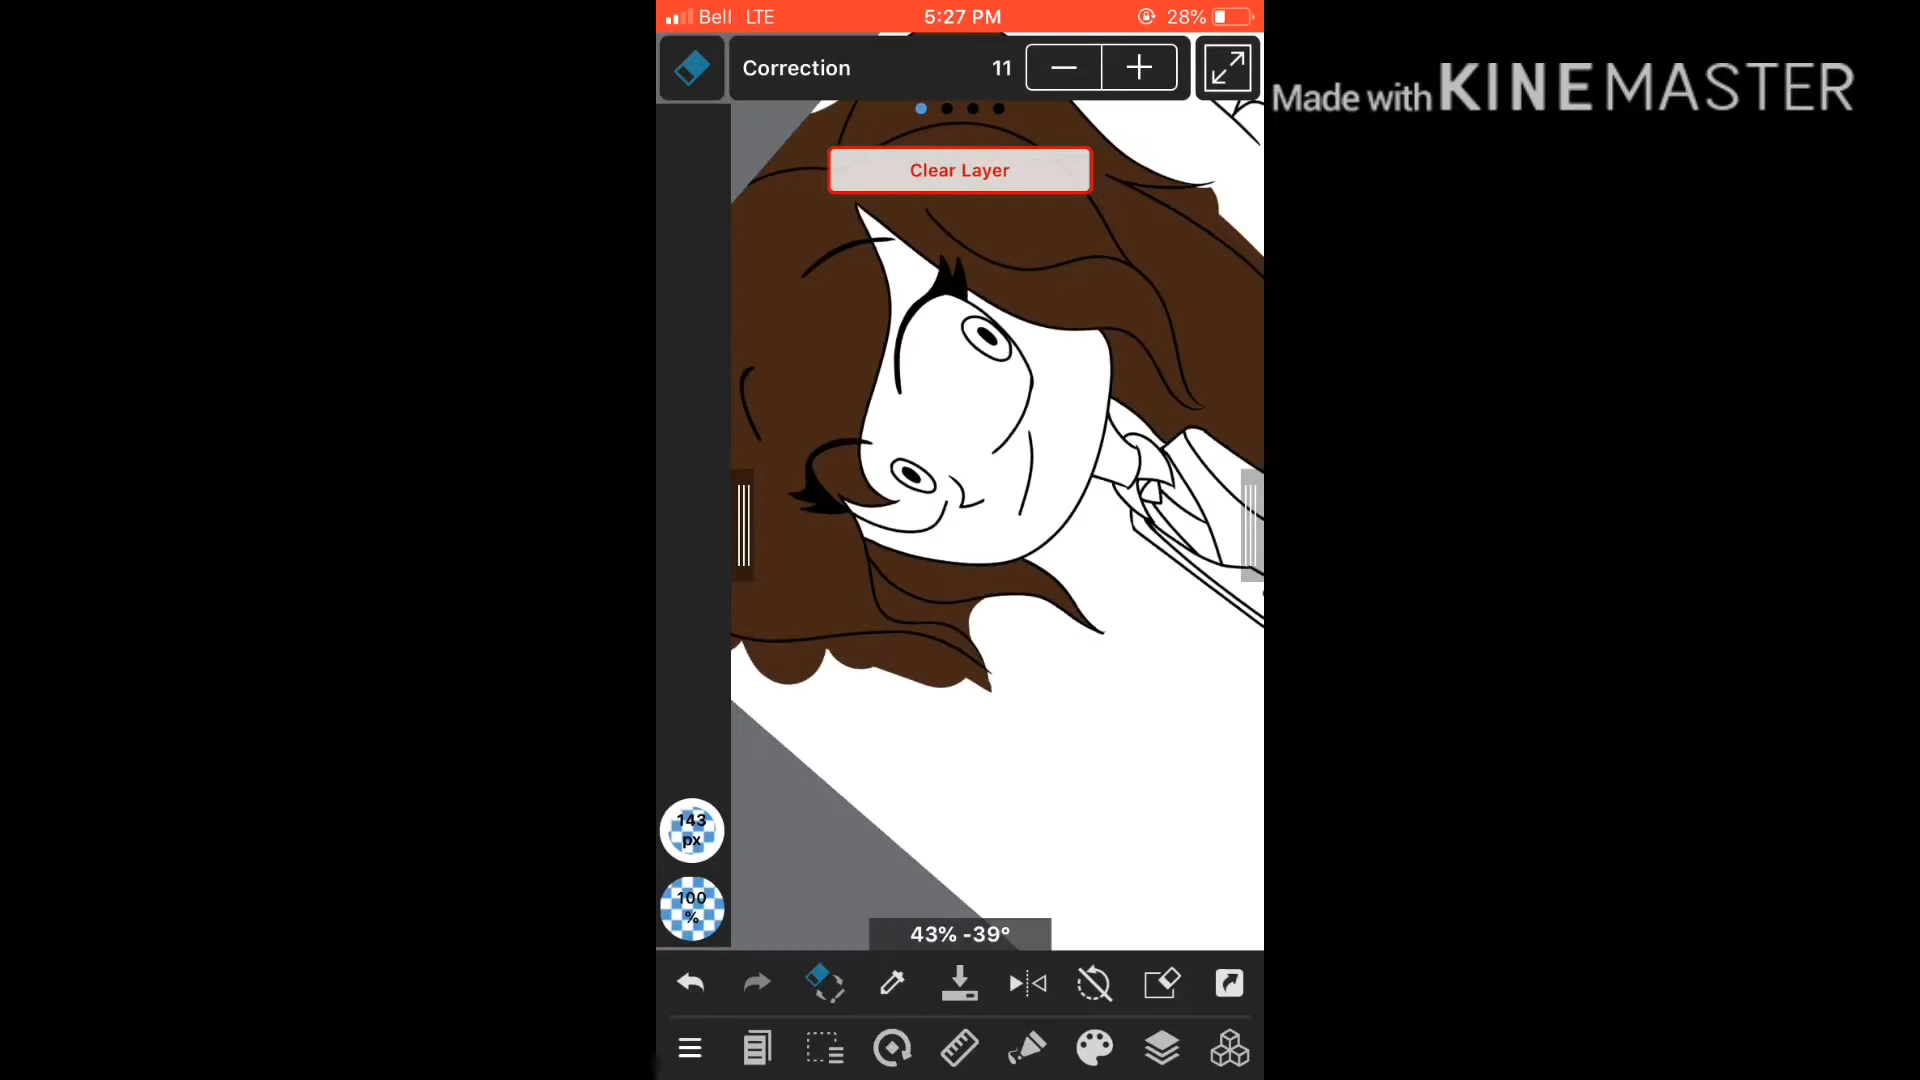 Bell LTE 5:27 PM 28%
Correction 11
Made with KINEMASTER
Clear Layer
143
px
100
%
43% -39°